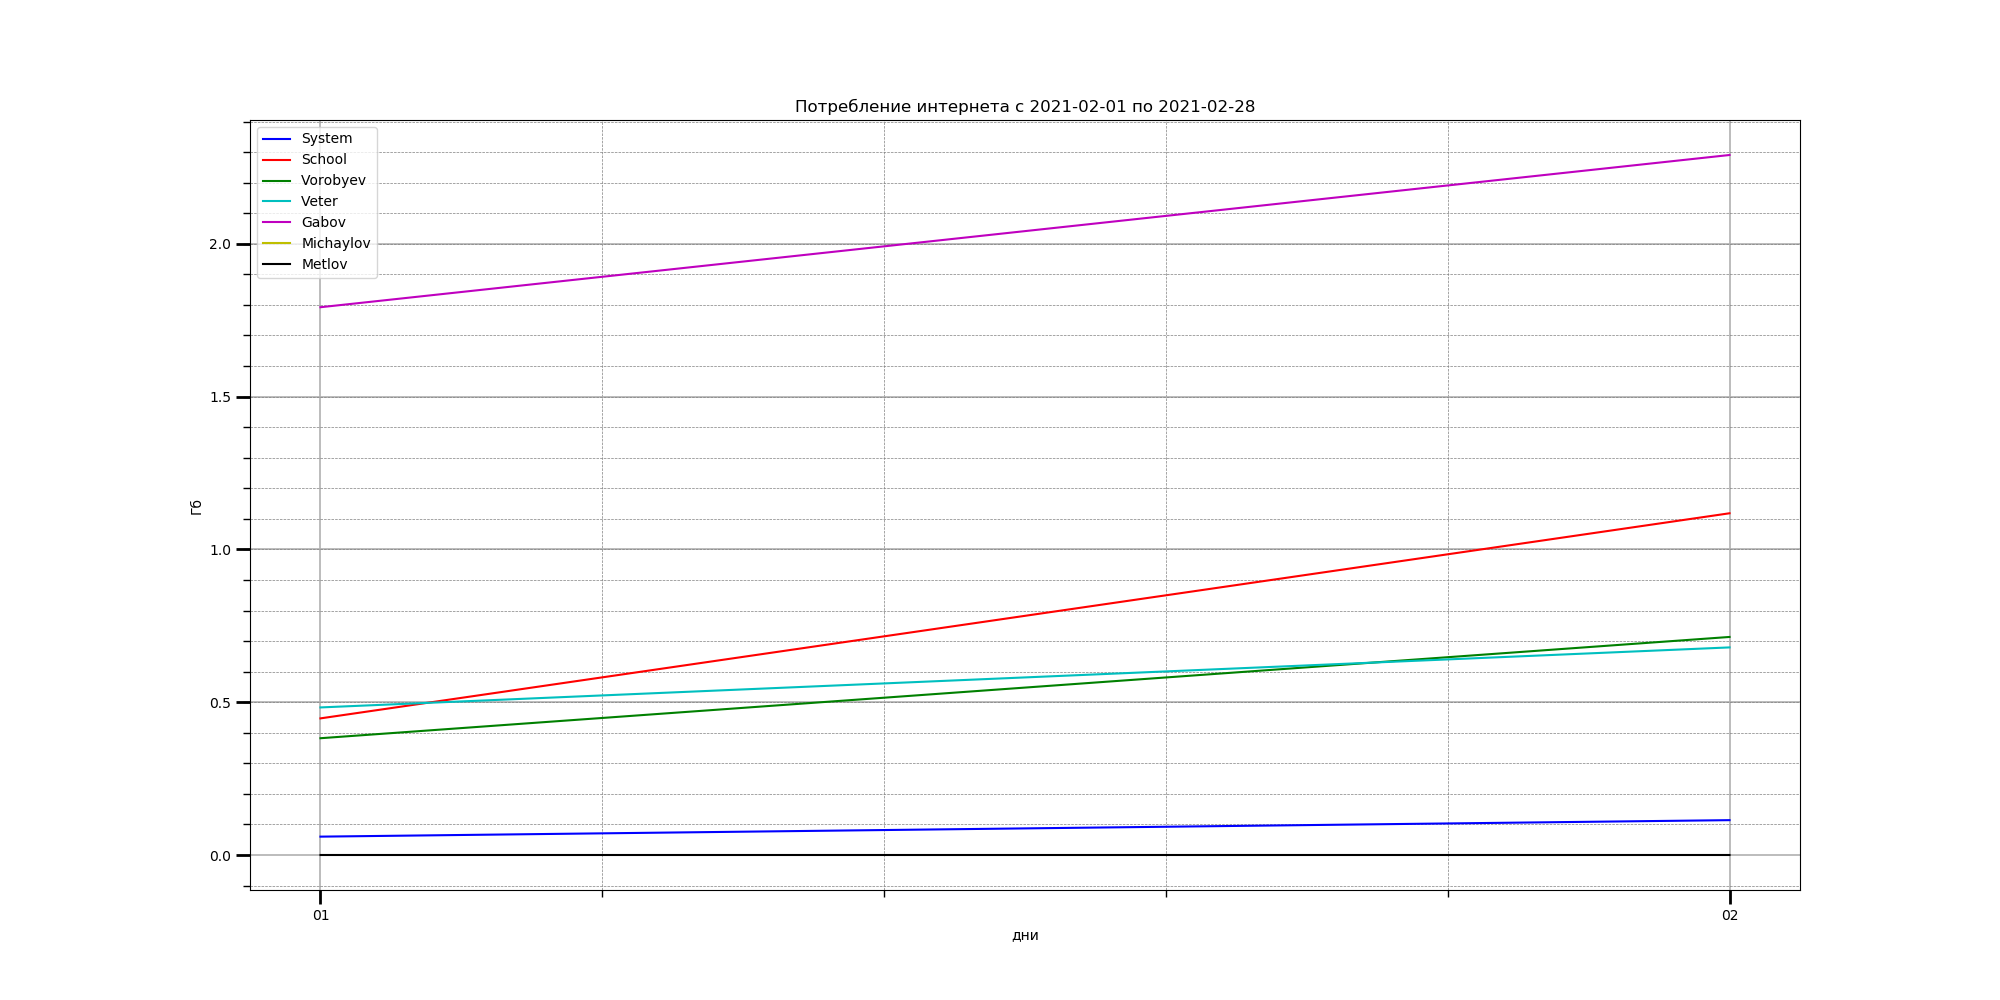 Потребление интернета с 2021-02-01 по 2021-02-28
System
School
Vorobyev
Veter
Gabov
Michaylov
Metlov
2.0
1.5
1.0
0.5
0.0
Гб
01
02
дни